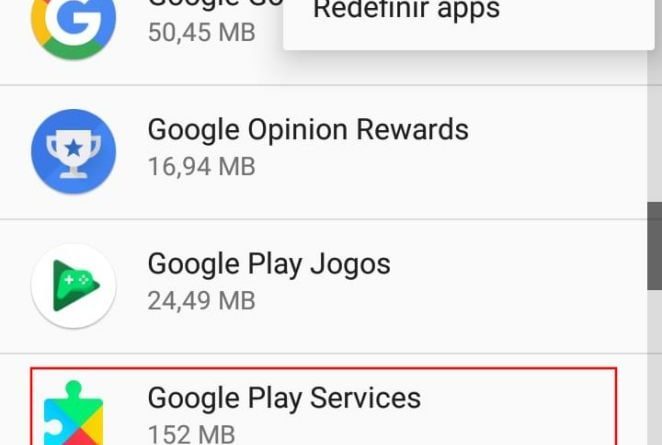 Google Go
Redefinir apps
50,45 MB
Google Opinion Rewards
16,94 MB
Google Play Jogos
24,49 MB
Google Play Services
152 MB